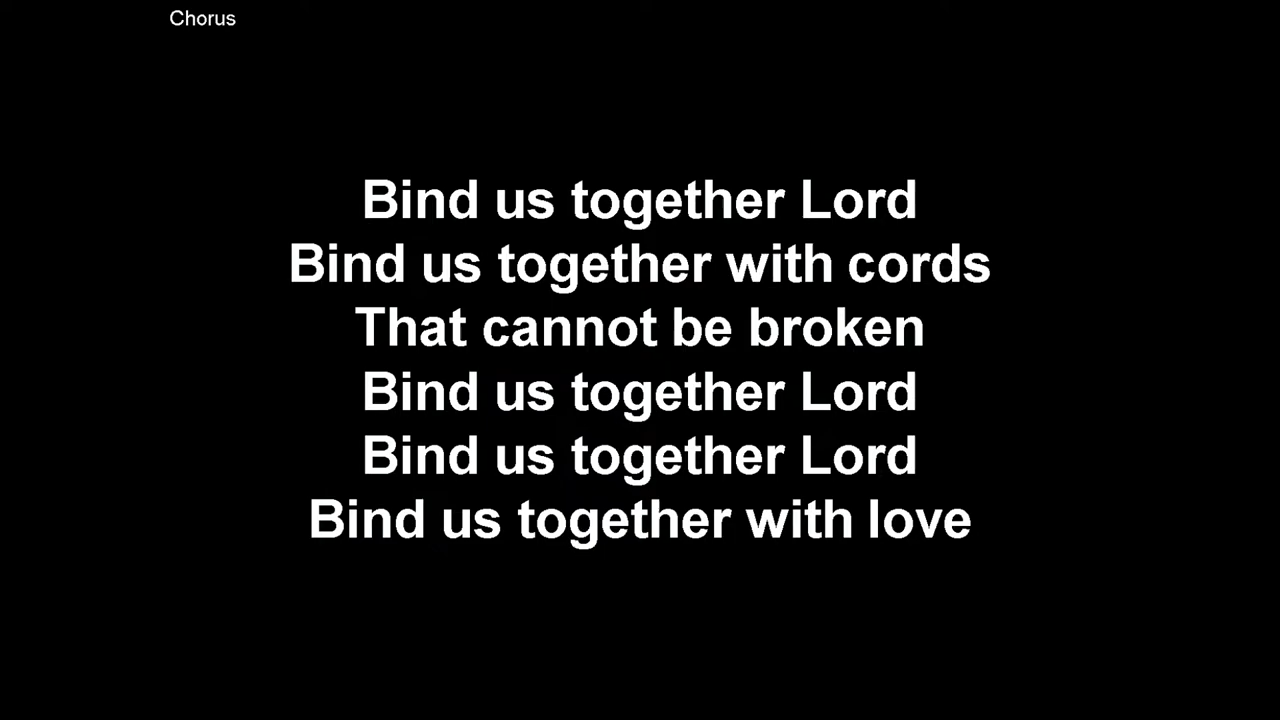 Chorus
Bind us together Lord
Bind us together with cords
That cannot be broken
Bind us together Lord
Bind us together Lord
Bind us together with love